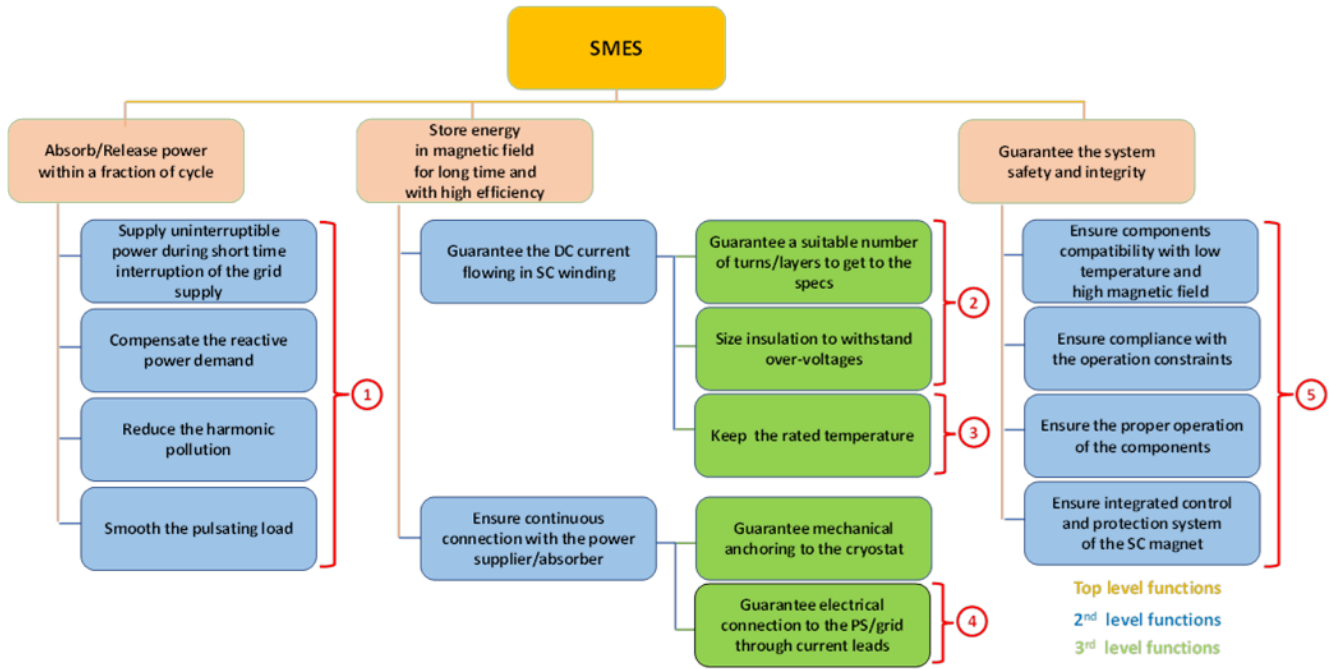 SMES
Absorb/Release power
within a fraction of cycle
Supply uninterruptible
power during short time
interruption of the grid
supply
Compensate the reactive
power demand
Reduce the harmonic
pollution
Smooth the pulsating load
1
Store energy
in magnetic field
for long time and
with high efficiency
Guarantee the DC current
flowing in SC winding
Guarantee a suitable number
of turns/layers to get to the
specs
Size insulation to withstand
over-voltages
2
Keep the rated temperature
3
Ensure continuous
connection with the power
supplier/absorber
Guarantee mechanical
anchoring to the cryostat
Guarantee electrical
connection to the PS/grid
through current leads
4
Guarantee the system
safety and integrity
Ensure components
compatibility with low
temperature and
high magnetic field
Ensure compliance with
the operation constraints
Ensure the proper operation
of the components
Ensure integrated control
and protection system
of the SC magnet
5
Top level functions
2nd level functions
3rd level functions